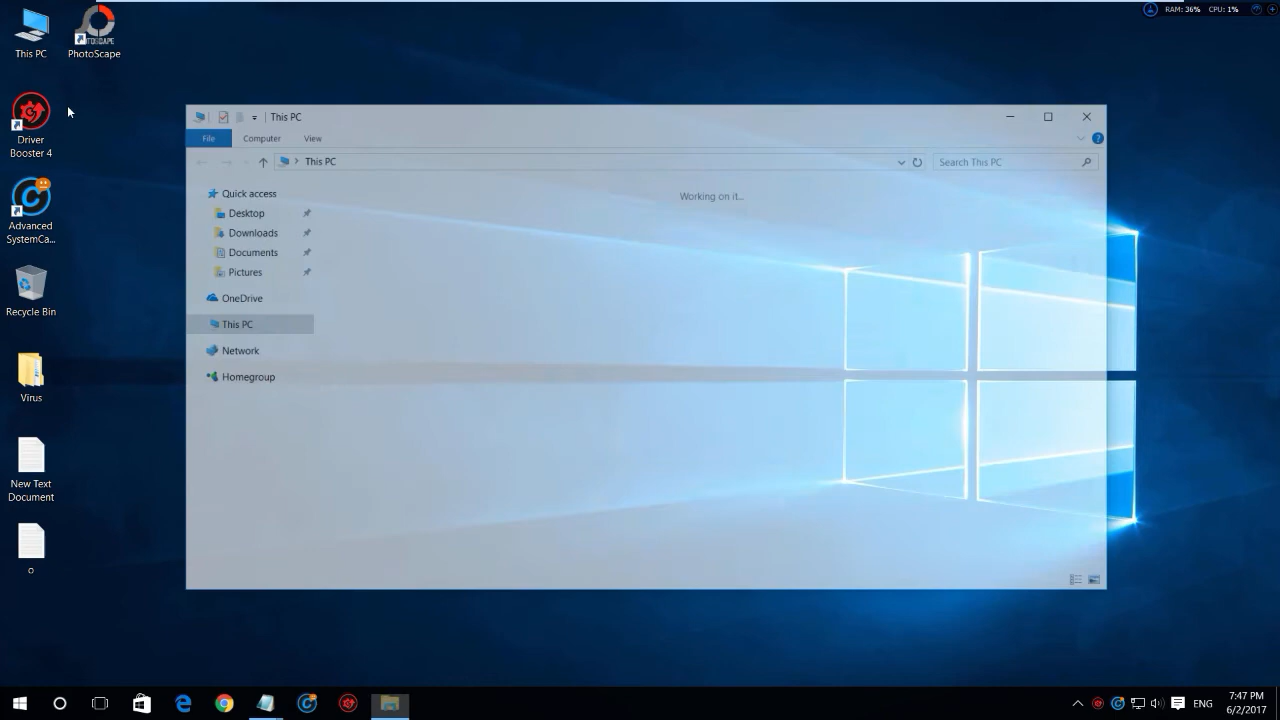 RAM: 36% CPU: 1%
This PC
PhotoScape
Driver
Booster 4
Advanced
SystemCa...
Recycle Bin
Virus
New Text
Document
o
This PC
File Computer View
This PC
Search This PC
Working on it...
Quick access
Desktop
Downloads
Documents
Pictures
OneDrive
This PC
Network
Homegroup
ENG
7:47 PM
6/2/2017